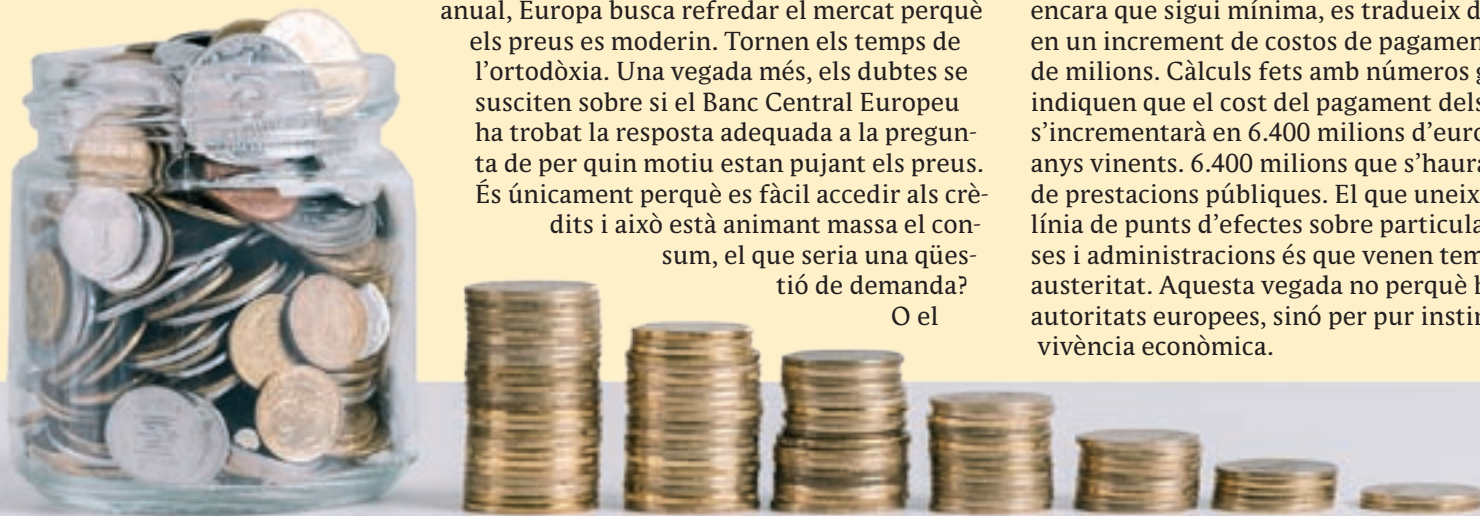 anual, Europa busca refredar el mercat perquè
els preus es moderin. Tornen els temps de
l’ortodòxia. Una vegada més, els dubtes se
susciten sobre si el Banc Central Europeu
ha trobat la resposta adequada a la pregun-
ta de per quin motiu estan pujant els preus.
És únicament perquè es fàcil accedir als crè-
dits i això està animant massa el con-
sum, el que seria una qües-
tió de demanda?
O el
encara que sigui mínima, es tradueix
en un increment de costos de
de milions. Càlculs fets amb números
indiquen que el cost del pagament dels
s’incrementarà en 6.400 milions
anys vinents. 6.400 milions que
de prestacions públiques. El que uneix
línia de punts d’efectes sobre
ses i administracions és que venen
austeritat. Aquesta vegada no perquè
autoritats europees, sinó per pur
vivència econòmica.